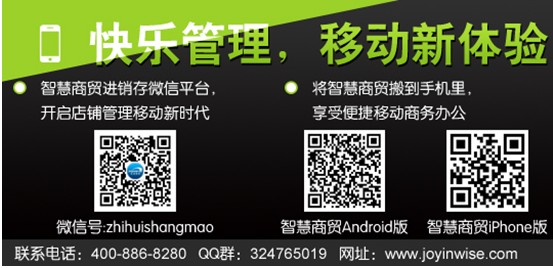 快乐管理，移动新体验
智慧商贸进销存微信平台，
开启店铺管理移动新时代
将智慧商贸搬到手机里，
享受便捷移动商务办公
微信号:zhihuishangmao
智慧商贸Android版
智慧商贸iPhone版
联系电话：400-886-8280 QQ群：324765019 网址：www.joyinwise.com